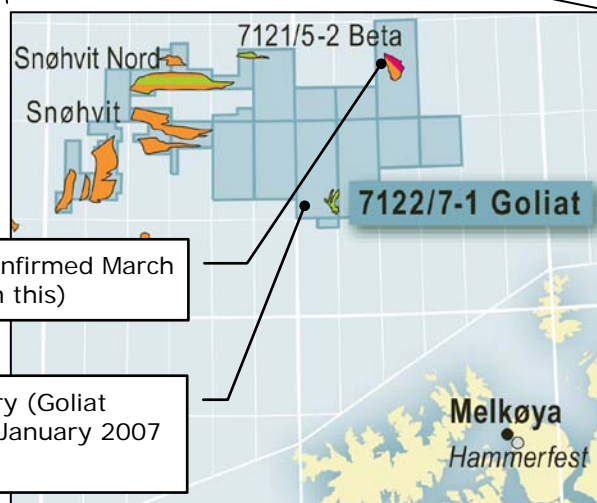 7121/5-2 Beta
Snøhvit Nord
Snøhvit
7122/7-1 Goliat
nfirmed March
this)
ry (Goliat
January 2007
Melkøya
Hammerfest